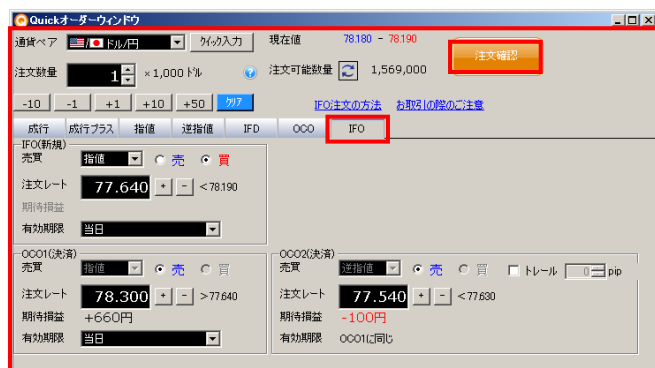 Quickオーダーウィンドウ
通貨ペア ドル/円 クイック入力 現在値 78.180 - 78.190 注文確認
注文数量 1 ×1,000ドル ? 注文可能数量 1,569,000
-10 -1 +1 +10 +50 クリア IFO注文の方法 お取引の際のご注意
成行 成行プラス 指値 逆指値 IFD OCO IFO
IFO(新規)
売買 指値 売 買
注文レート 77.640 + - <78.190
期待損益
有効期限 当日
OCO1(決済) OCO2(決済)
売買 指値 売 買 売買 逆指値 売 買 トレール 0 pip
注文レート 78.300 + - >77.640 注文レート 77.540 + - <77.630
期待損益 +660円 期待損益 -100円
有効期限 当日 有効期限 OCO1に同じ